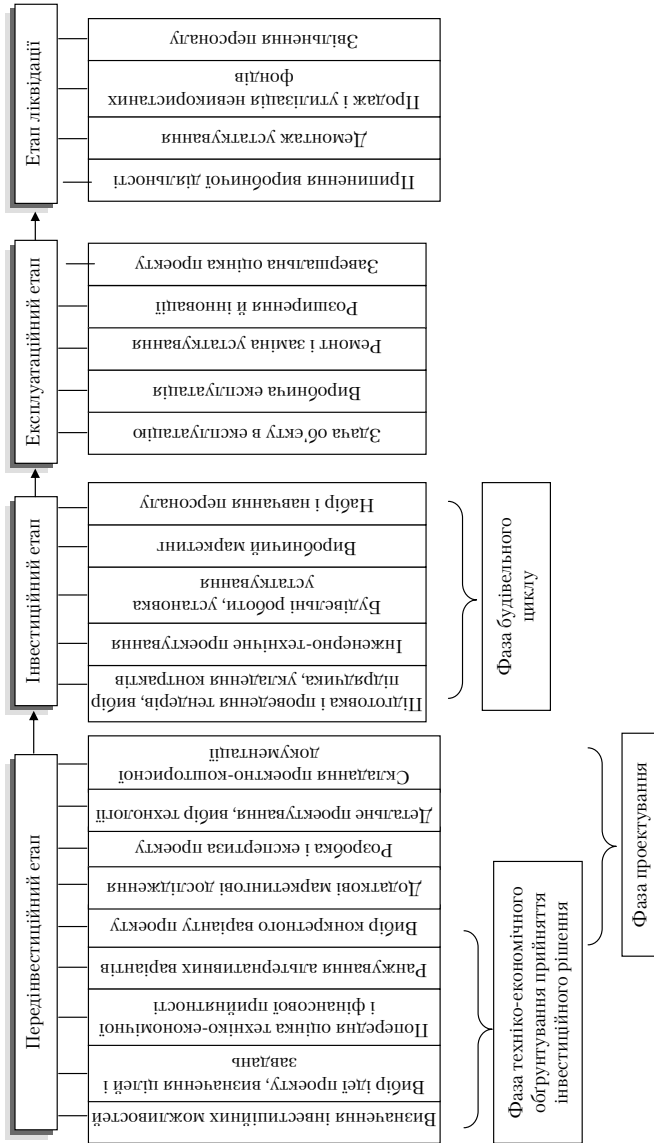 Передінвестиційний етап
Визначення інвестиційних можливостей
Вибір ідеї проекту, визначення цілей і
завдань
Попередня оцінка техніко-економічної
і фінансової прийнятності
Ранжування альтернативних варіантів
Вибір конкретного варіанту проекту
Додаткові маркетингові дослідження
Розробка і експертиза проекту
Детальне проектування, вибір технології
Складання проектно-кошторисної
документації
Фаза техніко-економічного
обґрунтування прийняття
інвестиційного рішення
Фаза проектування
Інвестиційний етап
Підготовка і проведення тендерів, вибір
підрядчика, укладення контрактів
Інженерно-технічне проектування
Будівельні роботи, установка
устаткування
Виробничий маркетинг
Набір і навчання персоналу
Фаза будівельного
циклу
Експлуатаційний етап
Здача об’єкту в експлуатацію
Виробнича експлуатація
Ремонт і заміна устаткування
Розширення й інновації
Завершальна оцінка проекту
Етап ліквідації
Припинення виробничої діяльності
Демонтаж устаткування
Продаж і утилізація невикористаних
фондів
Звільнення персоналу